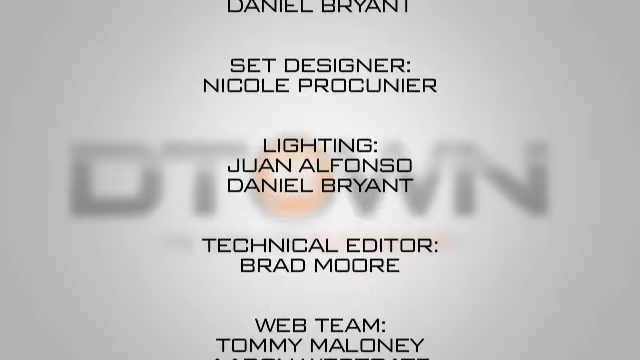 DANIEL BRYANT
SET DESIGNER:
NICOLE PROCUNIER
LIGHTING:
JUAN ALFONSO
DANIEL BRYANT
DTOWN
TECHNICAL EDITOR:
BRAD MOORE
WEB TEAM:
TOMMY MALONEY